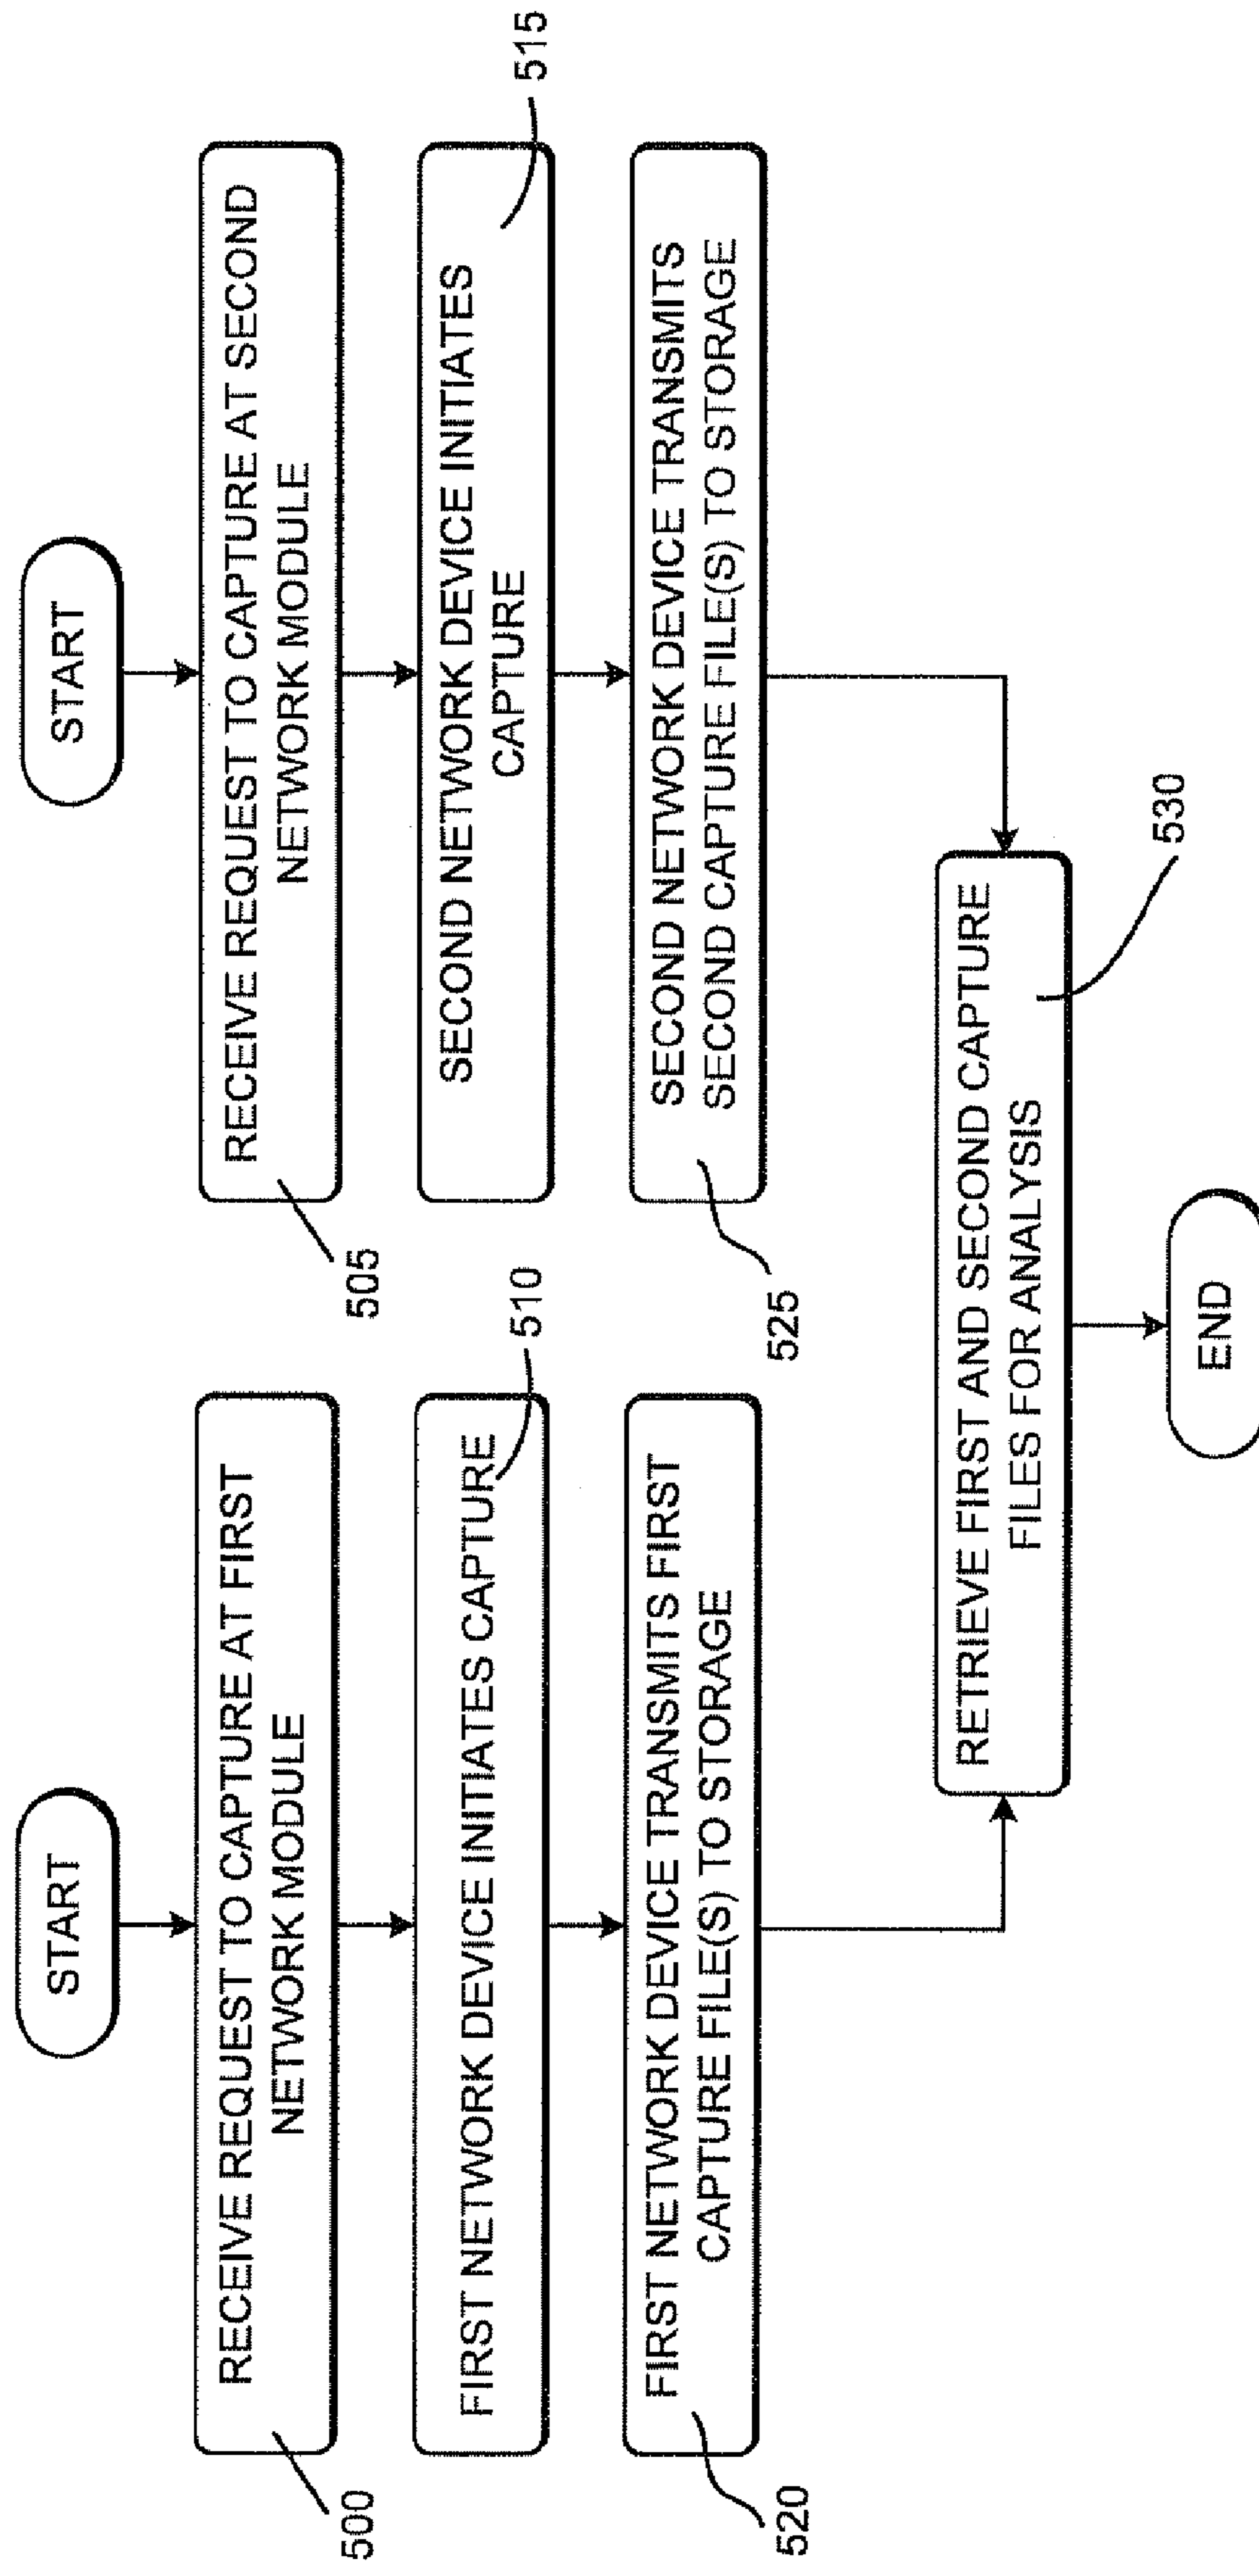 START
RECEIVE REQUEST TO CAPTURE AT FIRST
NETWORK MODULE
500
FIRST NETWORK DEVICE INITIATES CAPTURE
510
FIRST NETWORK DEVICE TRANSMITS FIRST
CAPTURE FILE(S) TO STORAGE
520
START
RECEIVE REQUEST TO CAPTURE AT SECOND
NETWORK MODULE
505
SECOND NETWORK DEVICE INITIATES
CAPTURE
515
SECOND NETWORK DEVICE TRANSMITS
SECOND CAPTURE FILE(S) TO STORAGE
525
RETRIEVE FIRST AND SECOND CAPTURE
FILES FOR ANALYSIS
530
END